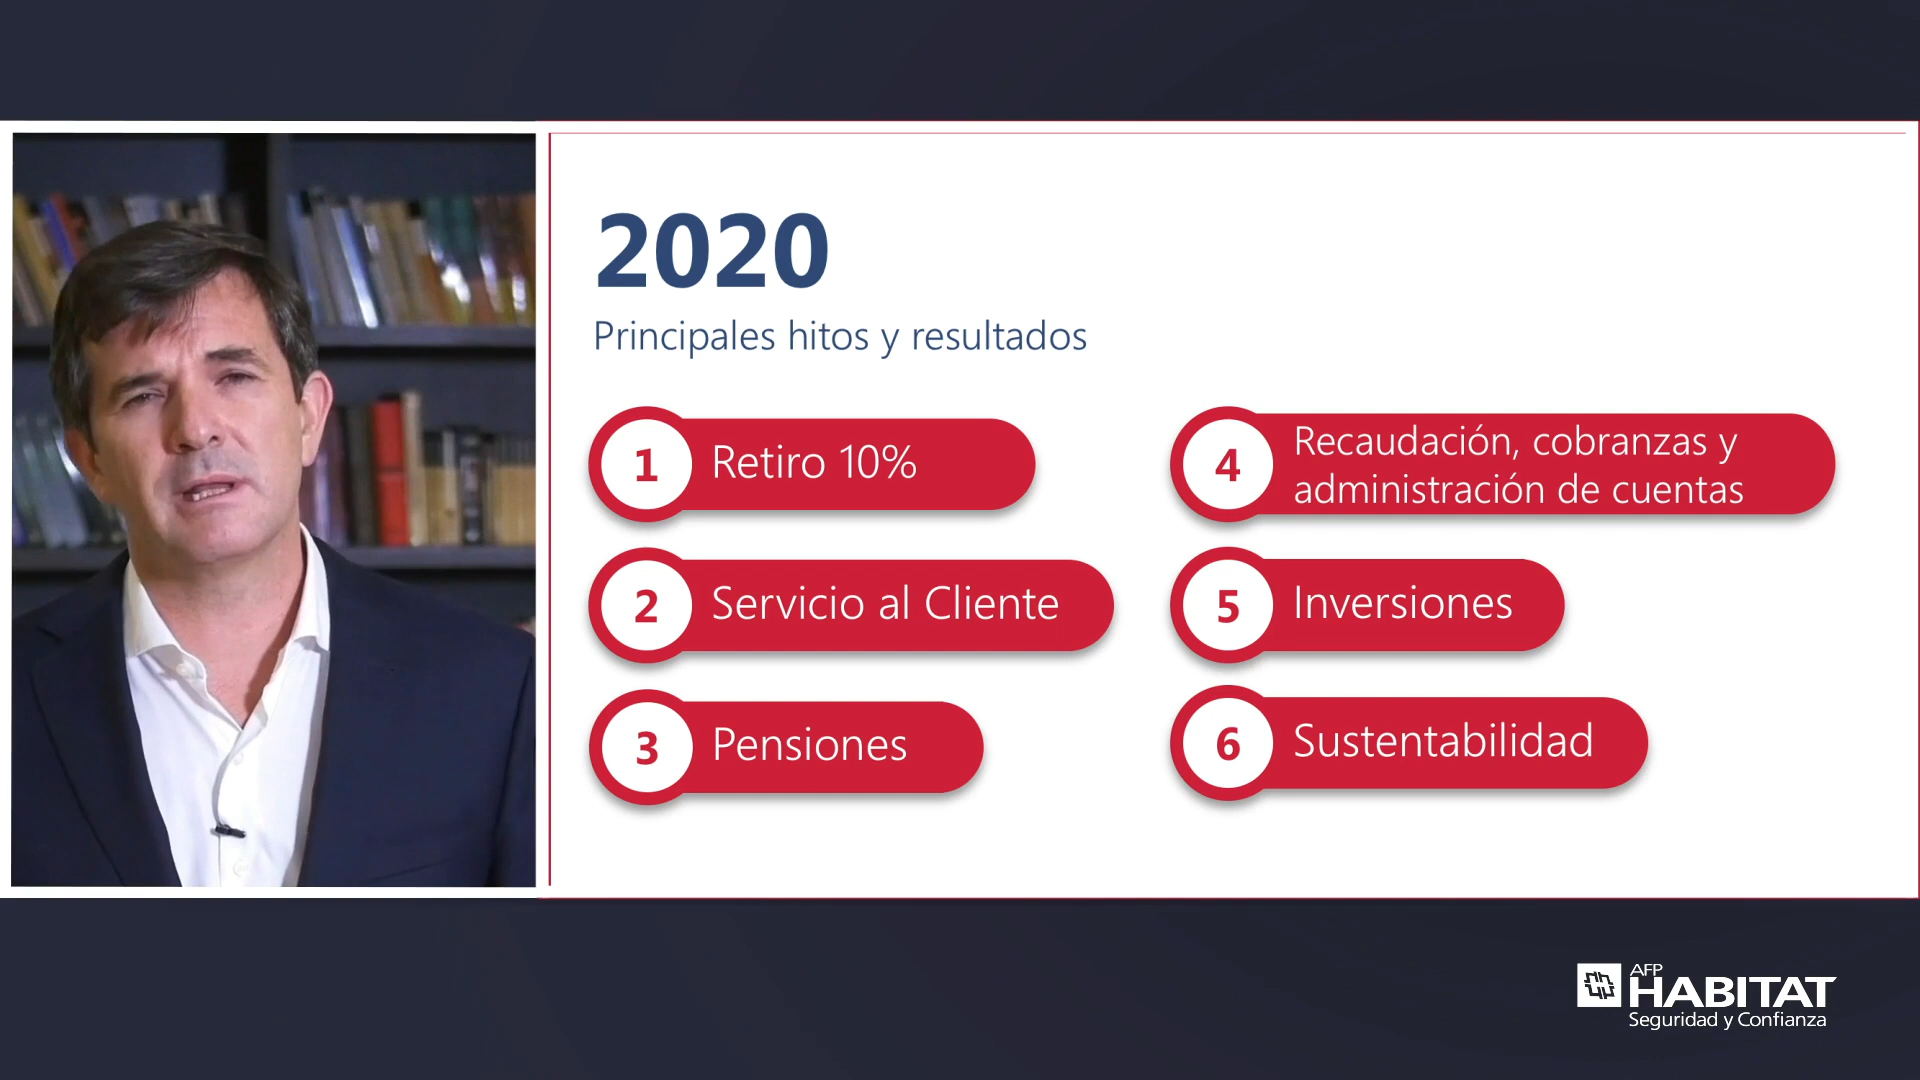 2020
Principales hitos y resultados
1 Retiro 10%
2 Servicio al Cliente
3 Pensiones
4 Recaudación, cobranzas y
administración de cuentas
5 Inversiones
6 Sustentabilidad
AFP
HABITAT
Seguridad y Confianza